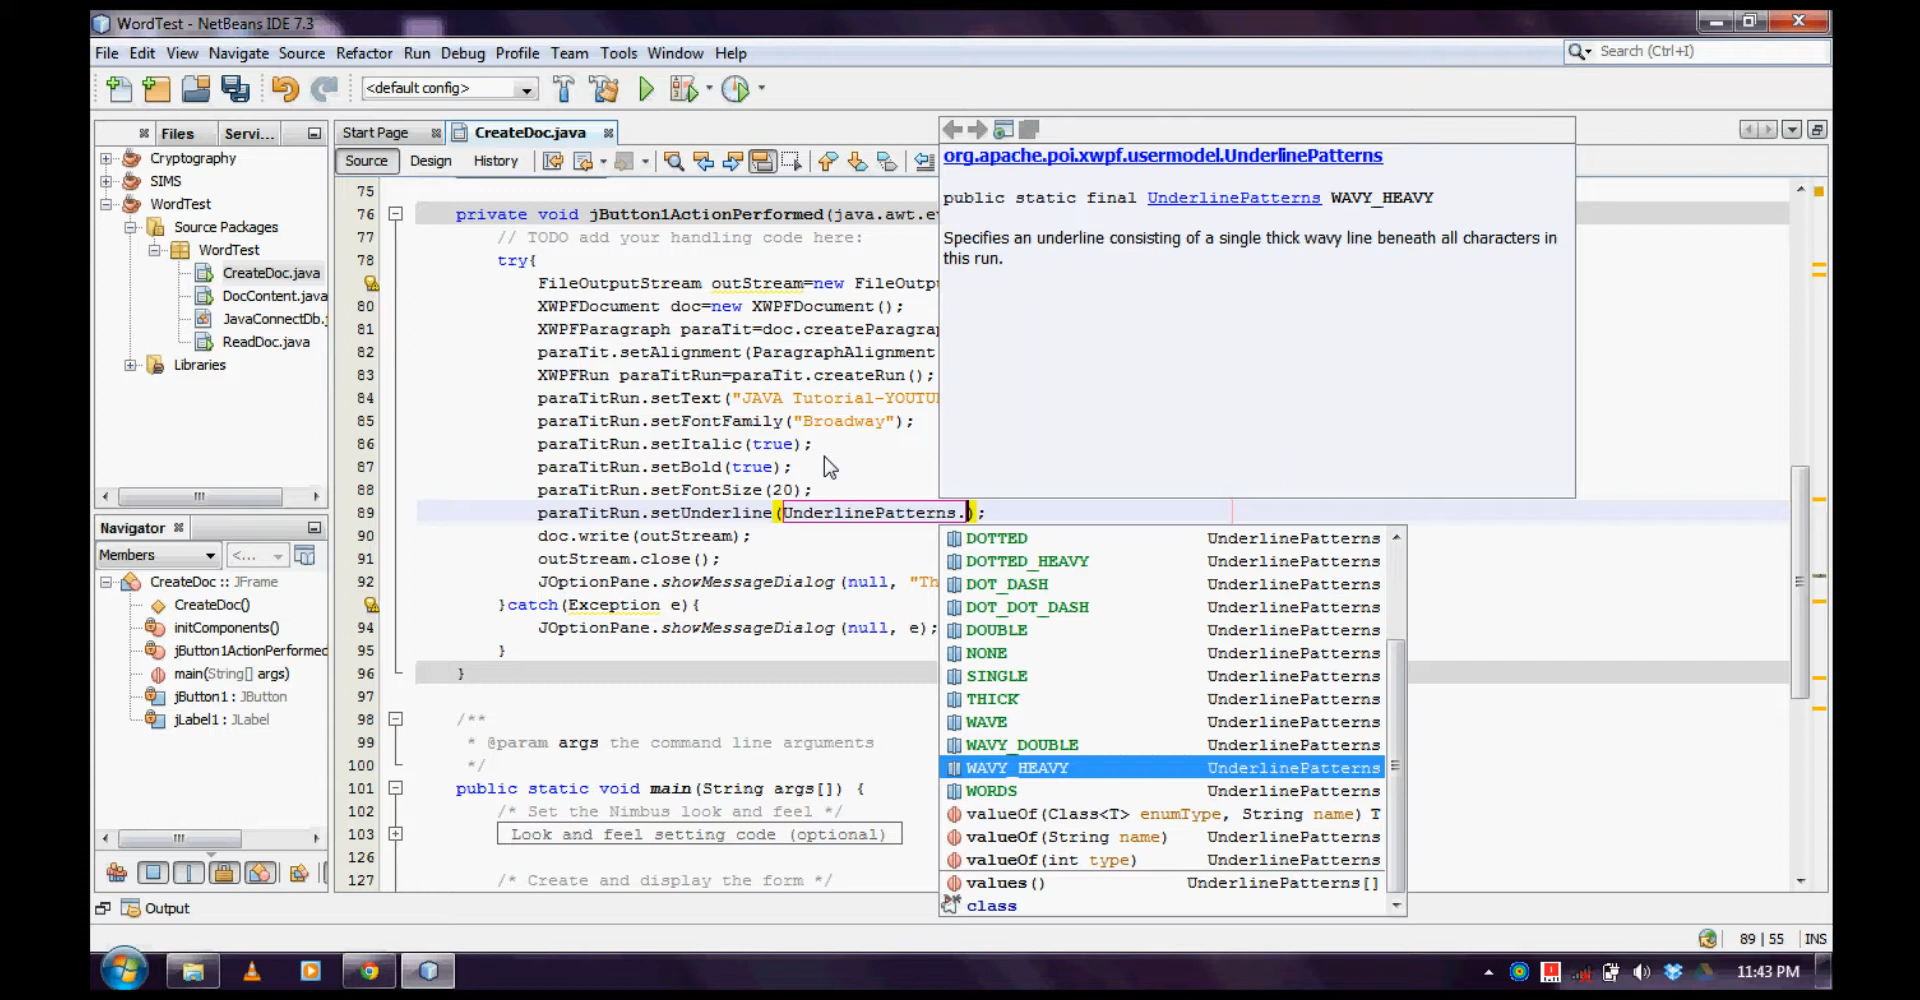 WordTest - NetBeans IDE 7.3
File Edit View Navigate Source Refactor Run Debug Profile Team Tools Window Help
Search (Ctrl+I)
<default config>
Files Servi...
Start Page CreateDoc.java
Source Design History
Cryptography
SIMS
WordTest
Source Packages
WordTest
CreateDoc.java
DocContent.java
JavaConnectDb.
ReadDoc.java
Libraries
Navigator
Members <...
CreateDoc :: JFrame
CreateDoc()
initComponents()
jButton1ActionPerformed
main(String[] args)
jButton1 : JButton
jLabel1 : JLabel
75
76 private void jButton1ActionPerformed(java.awt.ev
77 // TODO add your handling code here:
78 try{
FileOutputStream outStream=new FileOutpu
80 XWPFDocument doc=new XWPFDocument();
81 XWPFParagraph paraTit=doc.createParagra
82 paraTit.setAlignment(ParagraphAlignment
83 XWPFRun paraTitRun=paraTit.createRun();
84 paraTitRun.setText("JAVA Tutorial-YOUTU
85 paraTitRun.setFontFamily("Broadway");
86 paraTitRun.setItalic(true);
87 paraTitRun.setBold(true);
88 paraTitRun.setFontSize(20);
89 paraTitRun.setUnderline(UnderlinePatterns.);
90 doc.write(outStream);
91 outStream.close();
92 JOptionPane.showMessageDialog(null, "Th
}catch(Exception e){
94 JOptionPane.showMessageDialog(null, e);
95 }
96 }
97
98 /**
99 * @param args the command line arguments
100 */
101 public static void main(String args[]) {
102 /* Set the Nimbus look and feel */
103 Look and feel setting code (optional)
126
127 /* Create and display the form */
org.apache.poi.xwpf.usermodel.UnderlinePatterns
public static final UnderlinePatterns WAVY_HEAVY
Specifies an underline consisting of a single thick wavy line beneath all characters in
this run.
DOTTED UnderlinePatterns
DOTTED_HEAVY UnderlinePatterns
DOT_DASH UnderlinePatterns
DOT_DOT_DASH UnderlinePatterns
DOUBLE UnderlinePatterns
NONE UnderlinePatterns
SINGLE UnderlinePatterns
THICK UnderlinePatterns
WAVE UnderlinePatterns
WAVY_DOUBLE UnderlinePatterns
WAVY_HEAVY UnderlinePatterns
WORDS UnderlinePatterns
valueOf(Class<T> enumType, String name) T
valueOf(String name) UnderlinePatterns
valueOf(int type) UnderlinePatterns
values() UnderlinePatterns[]
class
Output
89 | 55 INS
11:43 PM